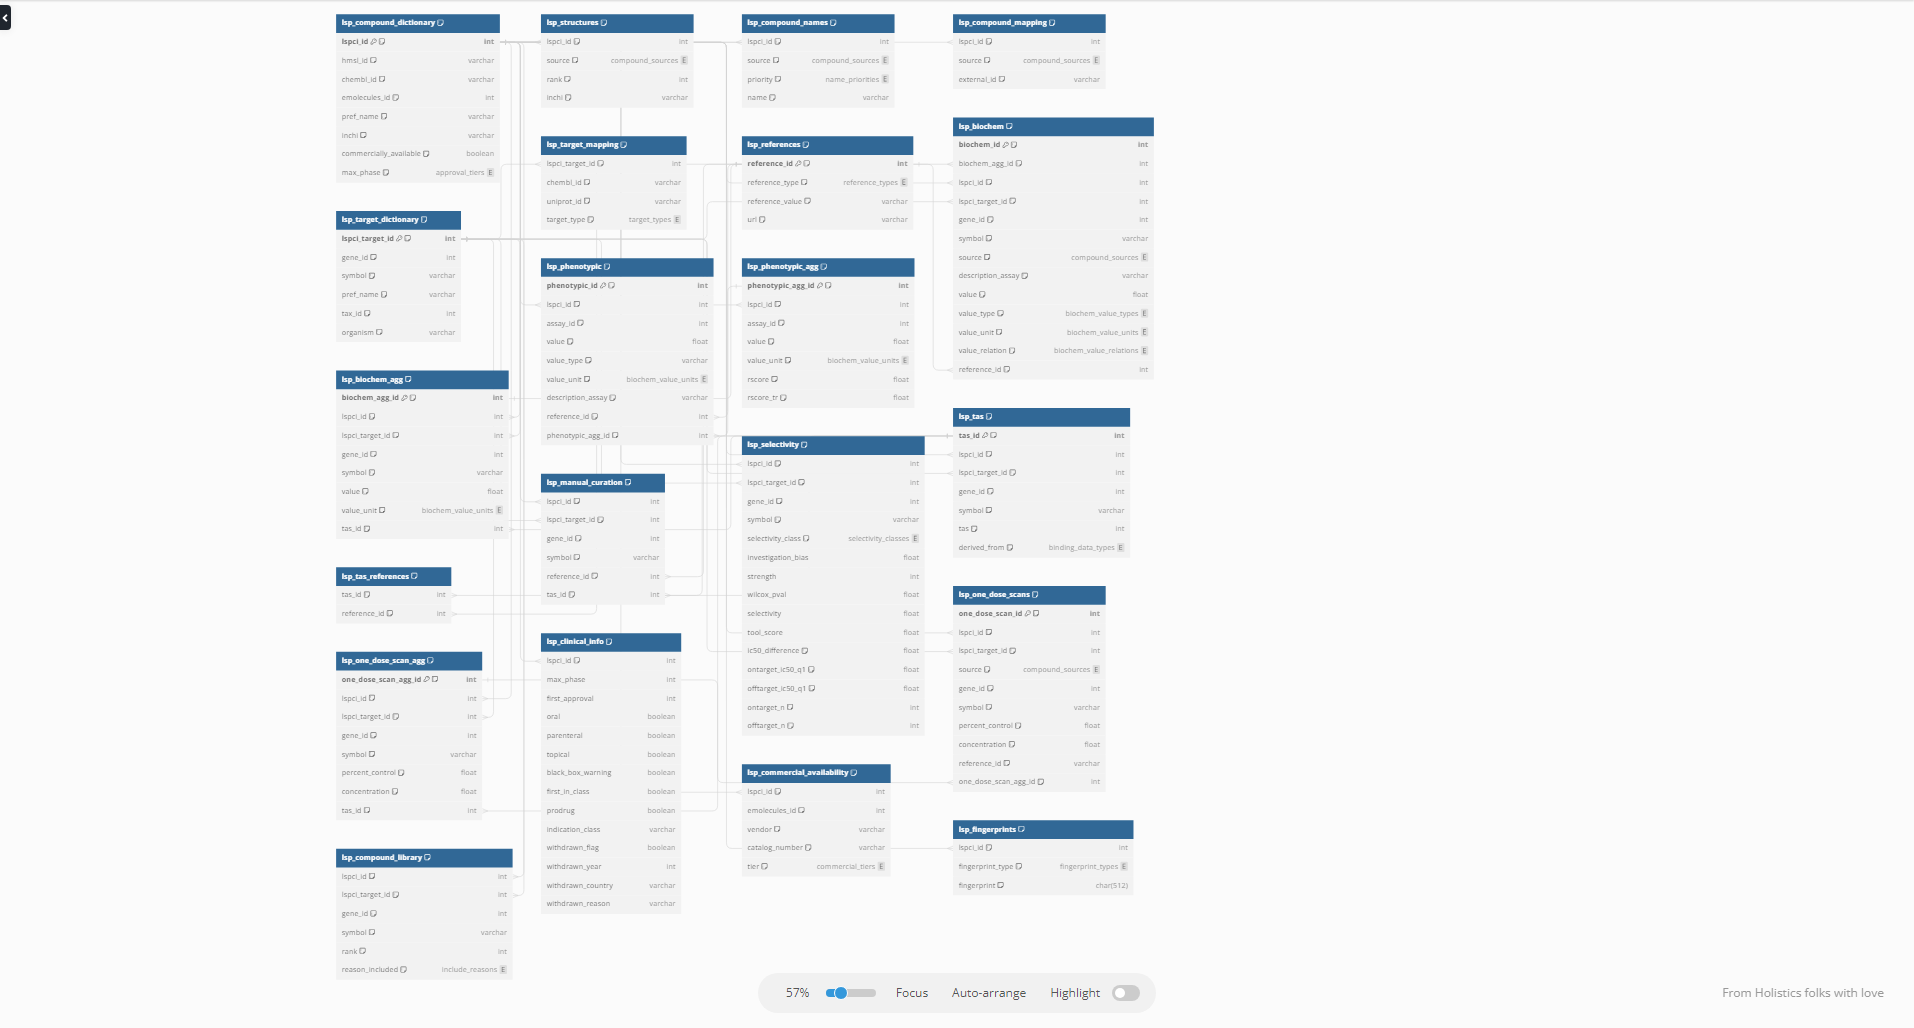 lsp_compound_dictionary
lspci_id int
hmsl_id varchar
chembl_id varchar
emolecules_id int
pref_name varchar
inchi varchar
commercially_available boolean
max_phase approval_tiers E
lsp_target_dictionary
lspci_target_id int
gene_id int
symbol varchar
pref_name varchar
tax_id int
organism varchar
lsp_biochem_agg
biochem_agg_id int
lspci_id int
lspci_target_id int
gene_id int
symbol varchar
value float
value_unit biochem_value_units E
tas_id int
lsp_tas_references
tas_id int
reference_id int
lsp_one_dose_scan_agg
one_dose_scan_agg_id int
lspci_id int
lspci_target_id int
gene_id int
symbol varchar
percent_control float
concentration float
tas_id int
lsp_compound_library
lspci_id int
lspci_target_id int
gene_id int
symbol varchar
rank int
reason_included include_reasons E
lsp_structures
lspci_id int
source compound_sources E
rank int
inchi varchar
lsp_target_mapping
lspci_target_id int
chembl_id varchar
uniprot_id varchar
target_type target_types E
lsp_phenotypic
phenotypic_id int
lspci_id int
assay_id int
value float
value_type varchar
value_unit biochem_value_units E
description_assay varchar
reference_id int
phenotypic_agg_id int
lsp_manual_curation
lspci_id int
lspci_target_id int
gene_id int
symbol varchar
reference_id int
tas_id int
lsp_clinical_info
lspci_id int
max_phase int
first_approval int
oral boolean
parenteral boolean
topical boolean
black_box_warning boolean
first_in_class boolean
prodrug boolean
indication_class varchar
withdrawn_flag boolean
withdrawn_year int
withdrawn_country varchar
withdrawn_reason varchar
lsp_compound_names
lspci_id int
source compound_sources E
priority name_priorities E
name varchar
lsp_references
reference_id int
reference_type reference_types E
reference_value varchar
url varchar
lsp_phenotypic_agg
phenotypic_agg_id int
lspci_id int
assay_id int
value float
value_unit biochem_value_units E
rscore float
rscore_tr float
lsp_selectivity
lspci_id int
lspci_target_id int
gene_id int
symbol varchar
selectivity_class selectivity_classes E
investigation_bias float
strength int
wilcox_pval float
selectivity float
tool_score float
ic50_difference float
ontarget_ic50_q1 float
offtarget_ic50_q1 float
ontarget_n int
offtarget_n int
lsp_commercial_availability
lspci_id int
emolecules_id int
vendor varchar
catalog_number varchar
tier commercial_tiers E
lsp_compound_mapping
lspci_id int
source compound_sources E
external_id varchar
lsp_biochem
biochem_id int
biochem_agg_id int
lspci_id int
lspci_target_id int
gene_id int
symbol varchar
source compound_sources E
description_assay varchar
value float
value_type biochem_value_types E
value_unit biochem_value_units E
value_relation biochem_value_relations E
reference_id int
lsp_tas
tas_id int
lspci_id int
lspci_target_id int
gene_id int
symbol varchar
tas int
derived_from binding_data_types E
lsp_one_dose_scans
one_dose_scan_id int
lspci_id int
lspci_target_id int
source compound_sources E
gene_id int
symbol varchar
percent_control float
concentration float
reference_id varchar
one_dose_scan_agg_id int
lsp_fingerprints
lspci_id int
fingerprint_type fingerprint_types E
fingerprint char(512)
57% Focus Auto-arrange Highlight
From Holistics folks with love